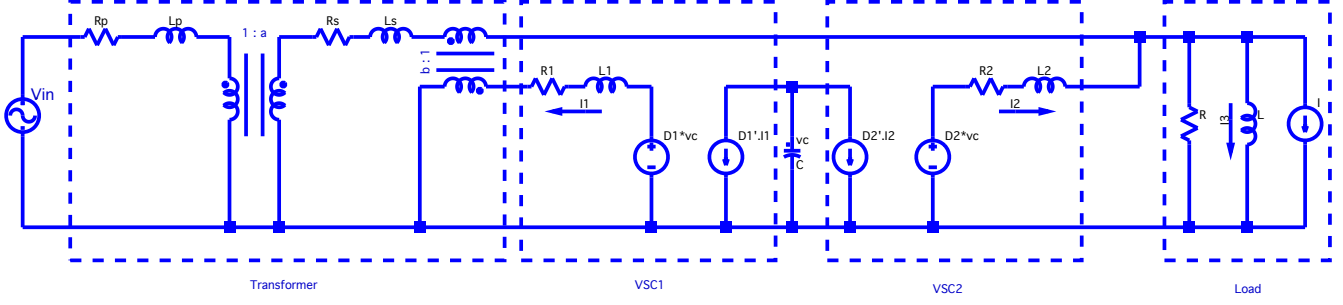 Rp
Lp
Rs
Ls
1 : a
b : 1
Vin
R1
L1
I1
D1*vc
D1'.I1
vc
C
D2'.I2
D2*vc
R2
L2
I2
R
I3
L
I
Transformer
VSC1
VSC2
Load